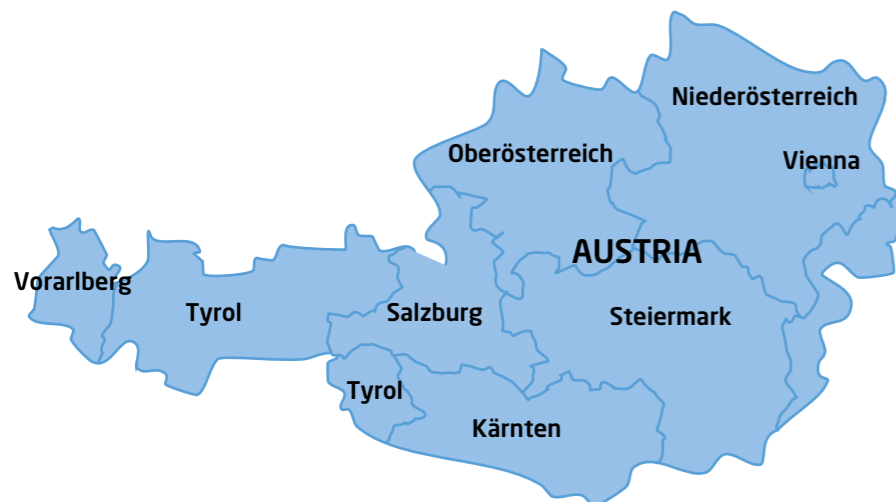 Niederösterreich
Oberösterreich
Vienna
AUSTRIA
Vorarlberg
Tyrol
Salzburg
Steiermark
Tyrol
Kärnten